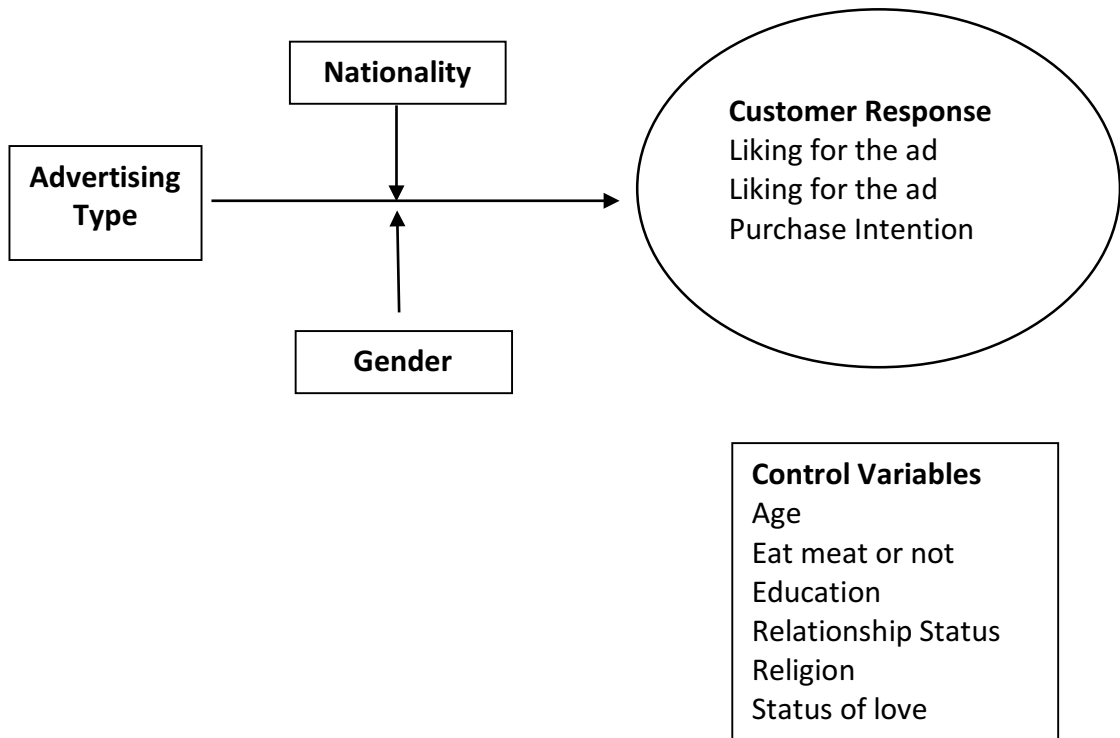 Nationality
Advertising
Type
Gender
Customer Response
Liking for the ad
Liking for the ad
Purchase Intention
Control Variables
Age
Eat meat or not
Education
Relationship Status
Religion
Status of love